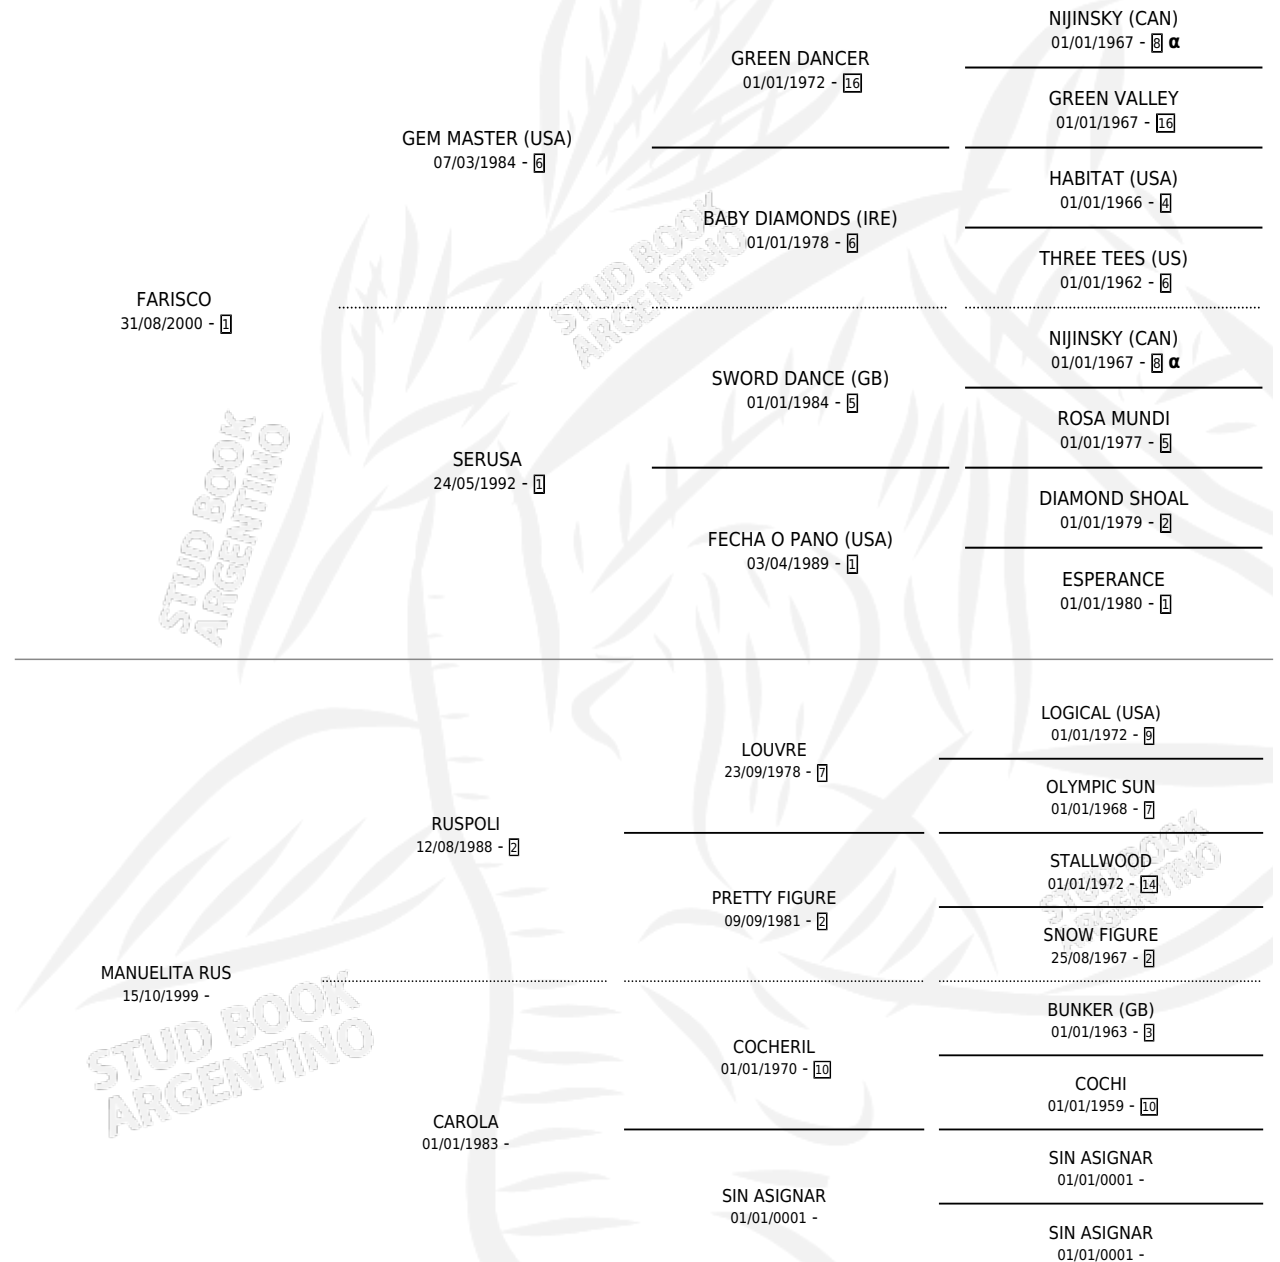 NIJINSKY (CAN)
01/01/1967 - 8 α
GREEN DANCER
01/01/1972 - 16
GREEN VALLEY
01/01/1967 - 16
GEM MASTER (USA)
07/03/1984 - 6
HABITAT (USA)
01/01/1966 - 4
BABY DIAMONDS (IRE)
01/01/1978 - 6
THREE TEES (US)
01/01/1962 - 6
FARISCO
31/08/2000 - 1
NIJINSKY (CAN)
01/01/1967 - 8 α
SWORD DANCE (GB)
01/01/1984 - 5
ROSA MUNDI
01/01/1977 - 5
SERUSA
24/05/1992 - 1
DIAMOND SHOAL
01/01/1979 - 2
FECHA O PANO (USA)
03/04/1989 - 1
ESPERANCE
01/01/1980 - 1
STUD BOOK
ARGENTINO
STUD BOOK
ARGENTINO
LOGICAL (USA)
01/01/1972 - 9
LOUVRE
23/09/1978 - 7
OLYMPIC SUN
01/01/1968 - 7
RUSPOLI
12/08/1988 - 2
STALLWOOD
01/01/1972 - 14
PRETTY FIGURE
09/09/1981 - 2
SNOW FIGURE
25/08/1967 - 2
MANUELITA RUS
15/10/1999 -
BUNKER (GB)
01/01/1963 - 3
COCHERIL
01/01/1970 - 10
COCHI
01/01/1959 - 10
CAROLA
01/01/1983 -
SIN ASIGNAR
01/01/0001 -
SIN ASIGNAR
01/01/0001 -
SIN ASIGNAR
01/01/0001 -
STUD BOOK
ARGENTINO
STUD BOOK
ARGENTINO